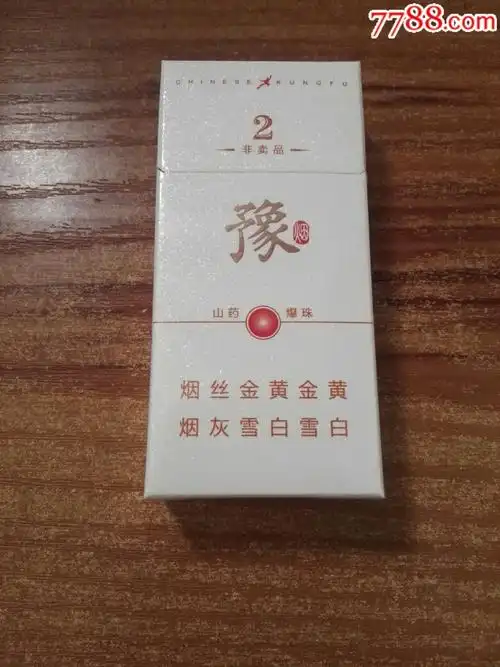 7788.com
CHINESE KUNGFU
2
非卖品
豫烟
山药 爆珠
烟丝金黄金黄
烟灰雪白雪白